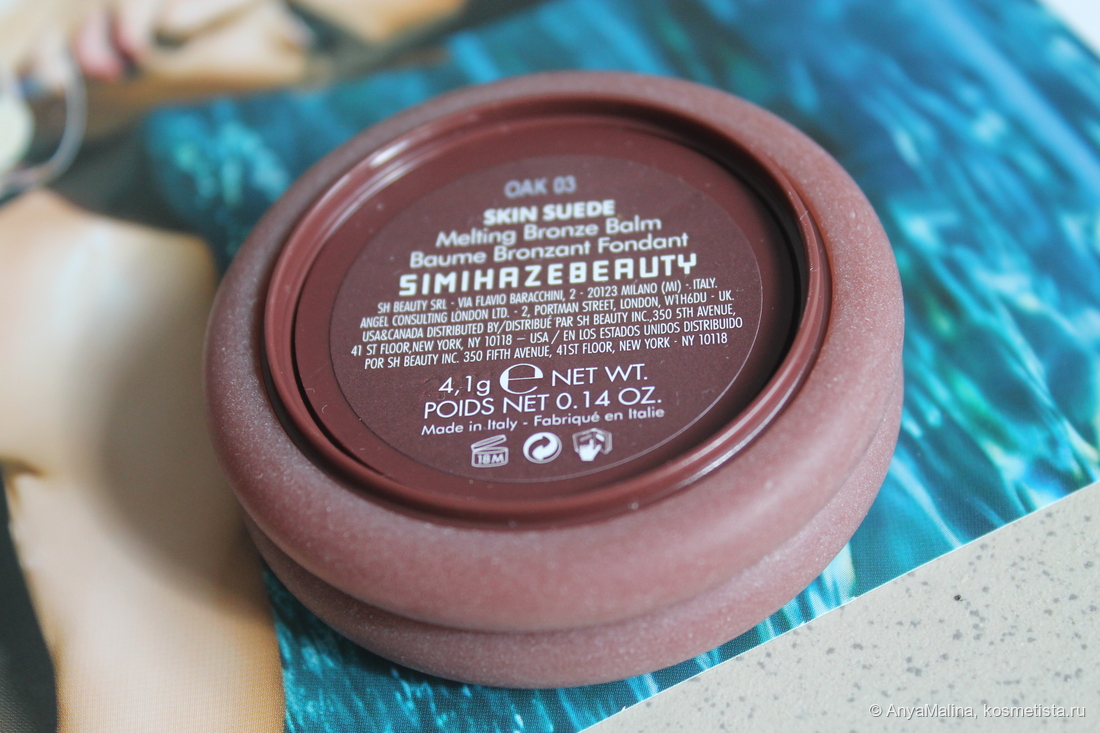 OAK 03
SKIN SUEDE
Melting Bronze Balm
Baume Bronzant Fondant
SIMIHAZEBEAUTY
SH BEAUTY SRL - VIA FLAVIO BARACCHINI, 2 - 20123 MILANO (MI) - ITALY.
ANGEL CONSULTING LONDON LTD. - 2, PORTMAN STREET, LONDON, W1H6DU - UK.
USA&CANADA DISTRIBUTED BY/DISTRIBUÉ PAR SH BEAUTY INC.,350 5TH AVENUE,
41 ST FLOOR,NEW YORK, NY 10118 – USA / EN LOS ESTADOS UNIDOS DISTRIBUIDO
POR SH BEAUTY INC. 350 FIFTH AVENUE, 41ST FLOOR, NEW YORK - NY 10118
4,1g e NET WT.
POIDS NET 0.14 OZ.
Made in Italy - Fabriqué en Italie
18M
© AnyaMalina, kosmetista.ru